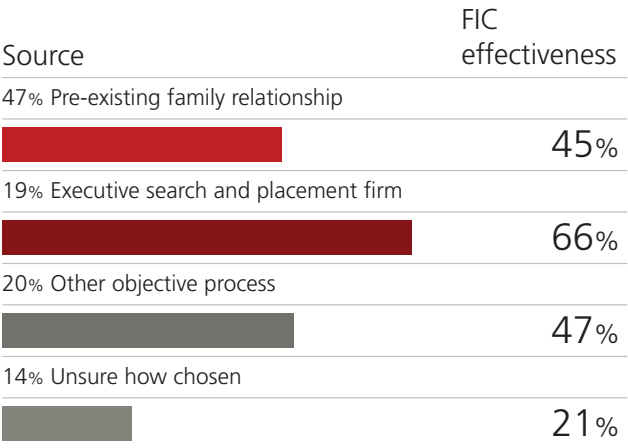 Source
FIC
effectiveness
47% Pre-existing family relationship
45%
19% Executive search and placement firm
66%
20% Other objective process
47%
14% Unsure how chosen
21%